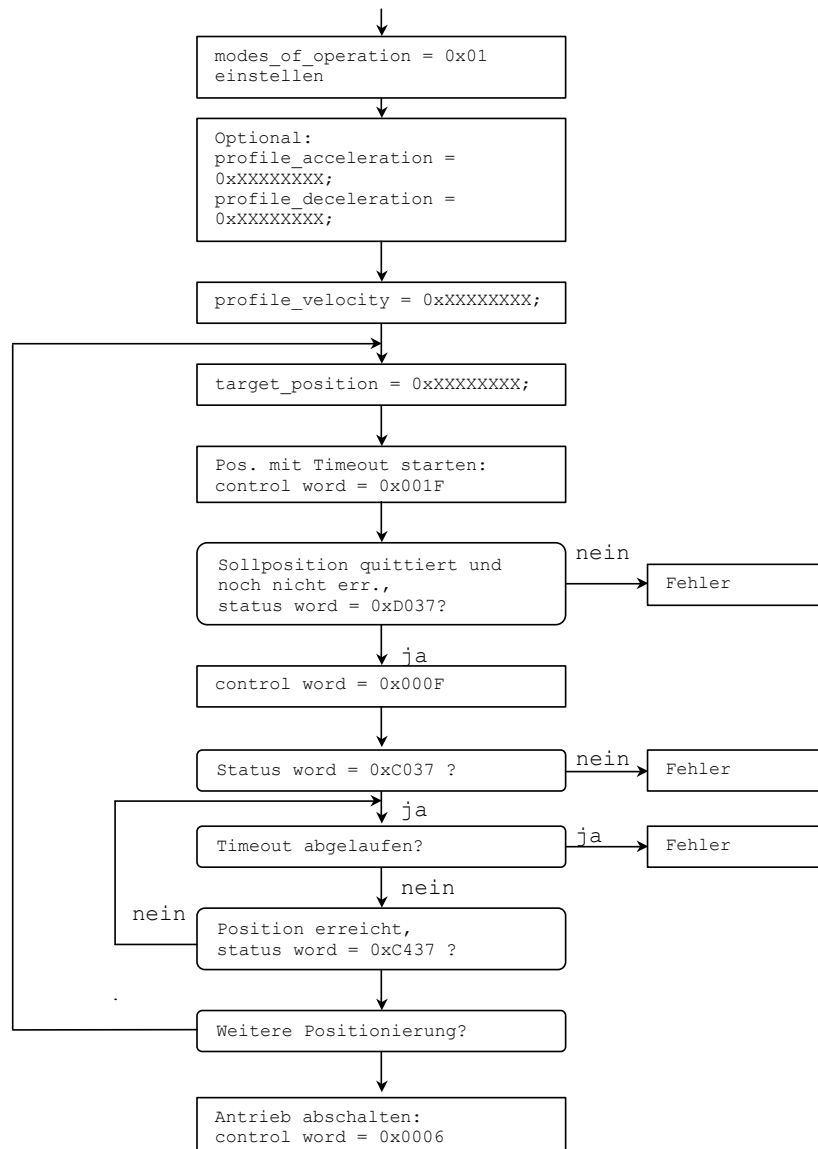 modes_of_operation = 0x01
einstellen
Optional:
profile_acceleration =
0xXXXXXXXX;
profile_deceleration =
0xXXXXXXXX;
profile_velocity = 0xXXXXXXXX;
target_position = 0xXXXXXXXX;
Pos. mit Timeout starten:
control word = 0x001F
Sollposition quittiert und
noch nicht err.,
status word = 0xD037?
nein
Fehler
ja
control word = 0x000F
Status word = 0xC037 ?
nein
Fehler
ja
Timeout abgelaufen?
ja
Fehler
nein
nein
Position erreicht,
status word = 0xC437 ?
Weitere Positionierung?
Antrieb abschalten:
control word = 0x0006